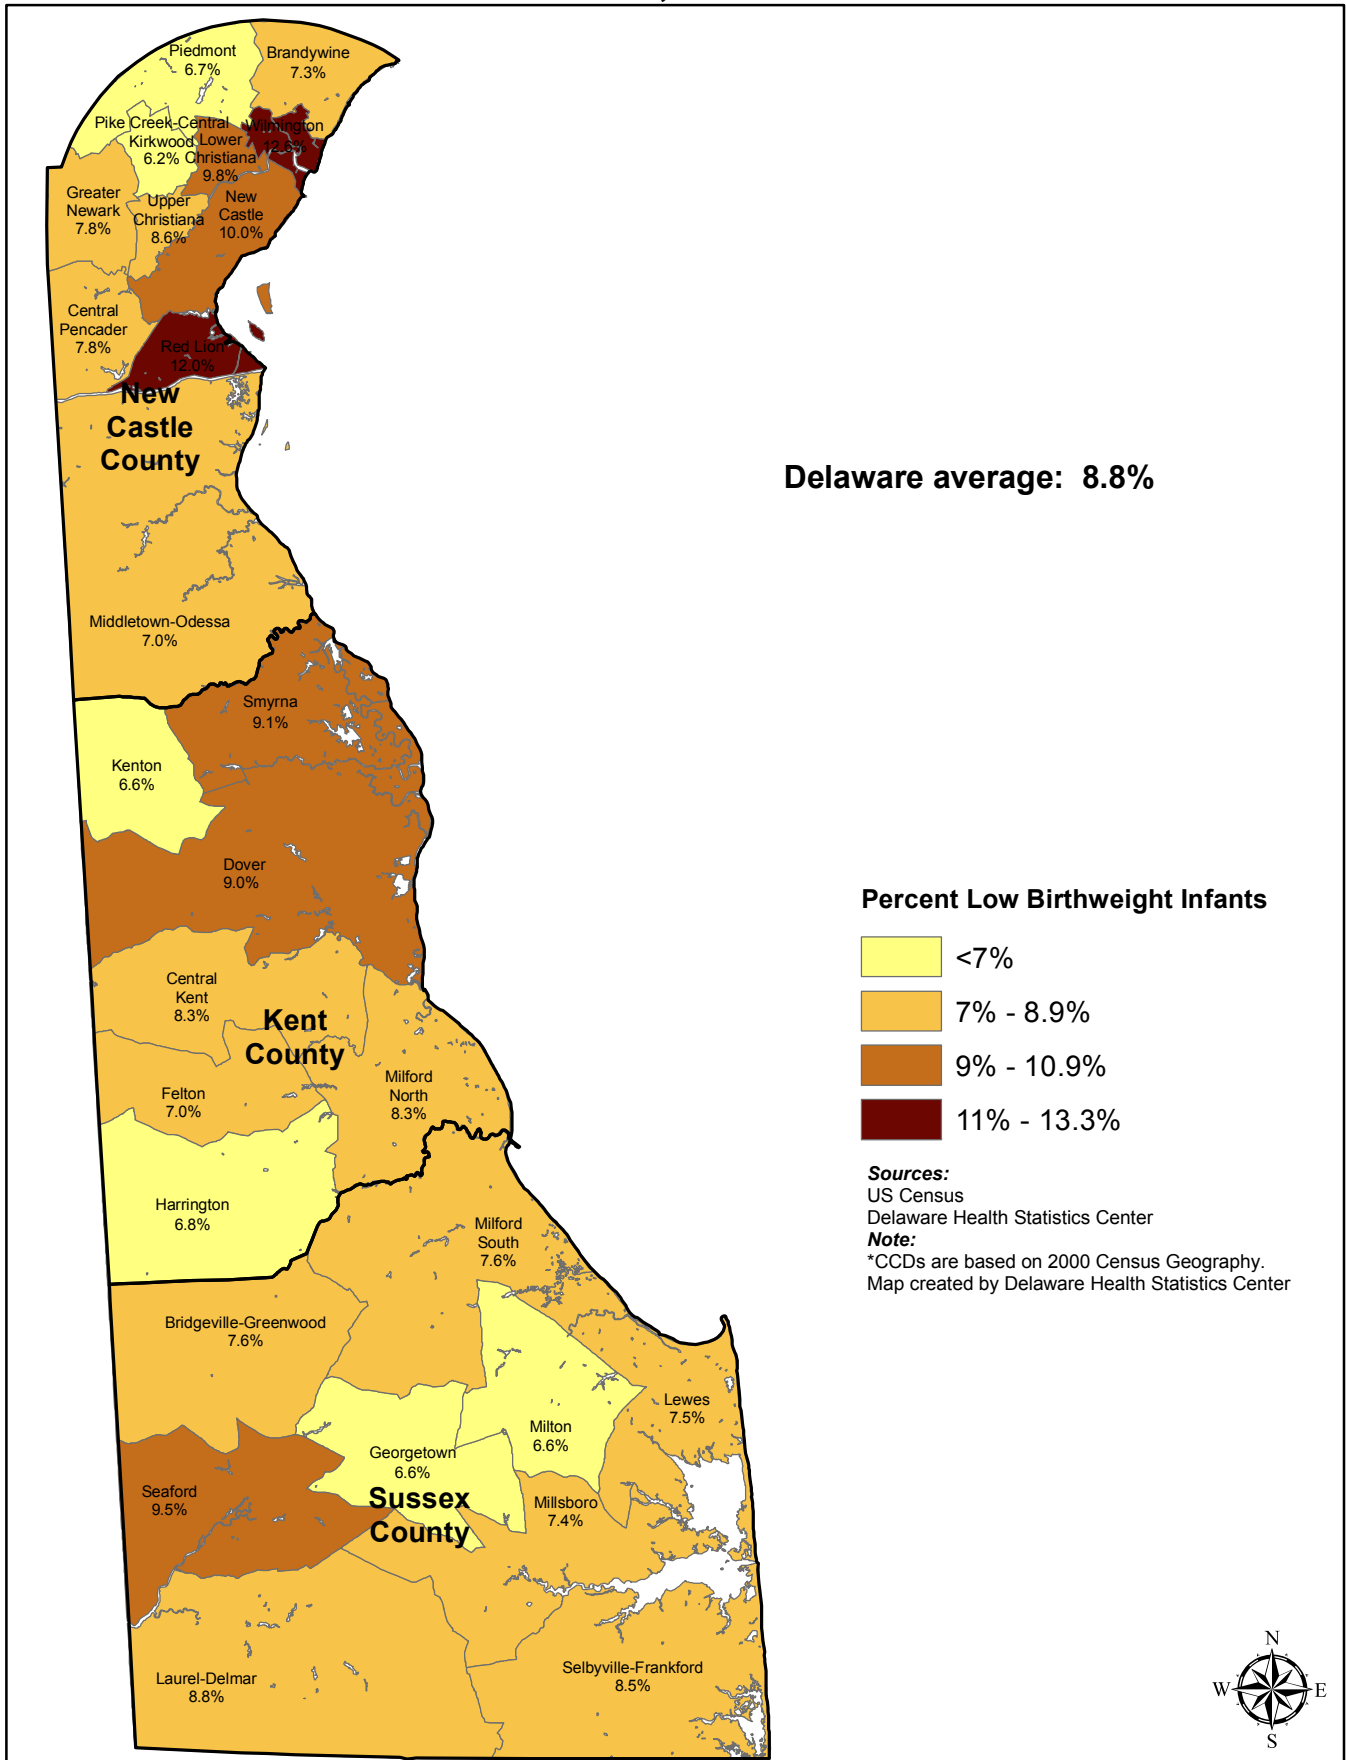 Piedmont
6.7%
Brandywine
7.3%
Pike Creek-Central
Kirkwood
6.2%
Lower
Christiana
9.8%
Wilmington
12.6%
Greater
Newark
7.8%
Upper
Christiana
8.6%
New
Castle
10.0%
Central
Pencader
7.8%
Red Lion
12.0%
New
Castle
County
Delaware average: 8.8%
Middletown-Odessa
7.0%
Smyrna
9.1%
Kenton
6.6%
Dover
9.0%
Central
Kent
8.3%
Kent
County
Felton
7.0%
Milford
North
8.3%
Harrington
6.8%
Percent Low Birthweight Infants
<7%
7% - 8.9%
9% - 10.9%
11% - 13.3%
Sources:
US Census
Delaware Health Statistics Center
Note:
*CCDs are based on 2000 Census Geography.
Map created by Delaware Health Statistics Center
Milford
South
7.6%
Bridgeville-Greenwood
7.6%
Lewes
7.5%
Milton
6.6%
Georgetown
6.6%
Sussex
County
Seaford
9.5%
Millsboro
7.4%
Laurel-Delmar
8.8%
Selbyville-Frankford
8.5%
N
W E
S